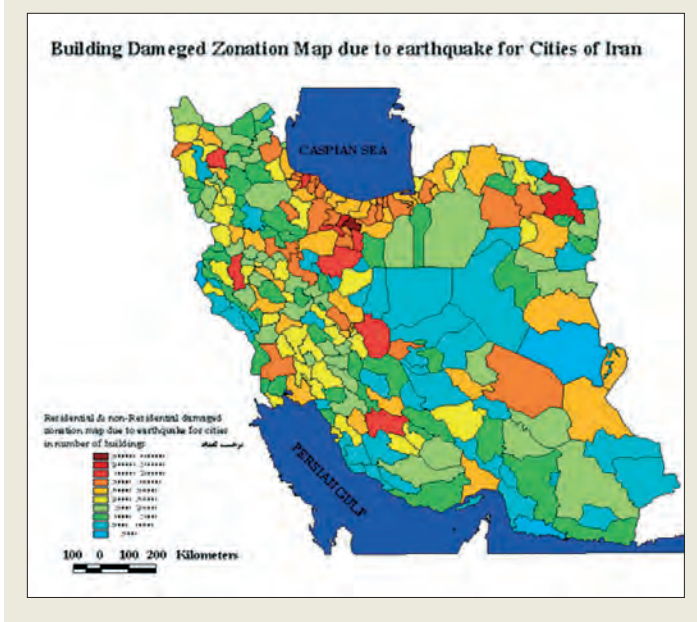 Building Dameged Zonation Map due to earthquake for Cities of Iran
CASPIAN SEA
PERSIAN GULF
Residential & non-Residential damaged
zonation map due to earthquake for cities
in number of buildings
100 0 100 200 Kilometers